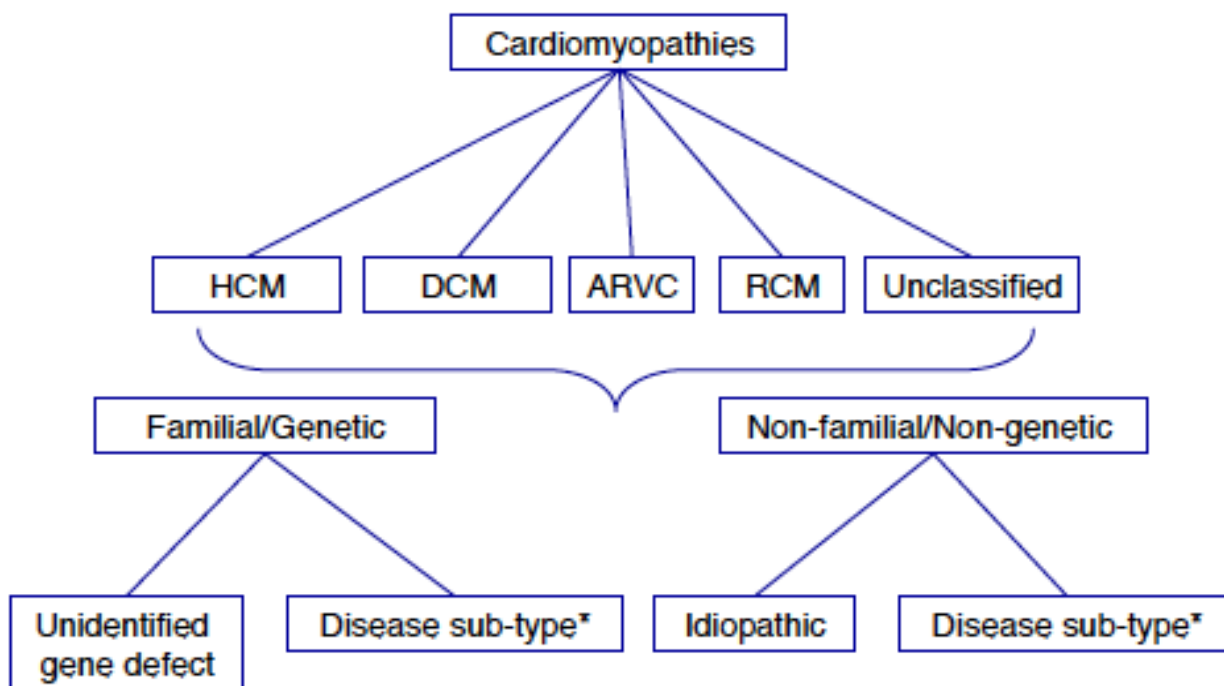 Cardiomyopathies
HCM
DCM
ARVC
RCM
Unclassified
Familial/Genetic
Non-familial/Non-genetic
Unidentified
gene defect
Disease sub-type*
Idiopathic
Disease sub-type*